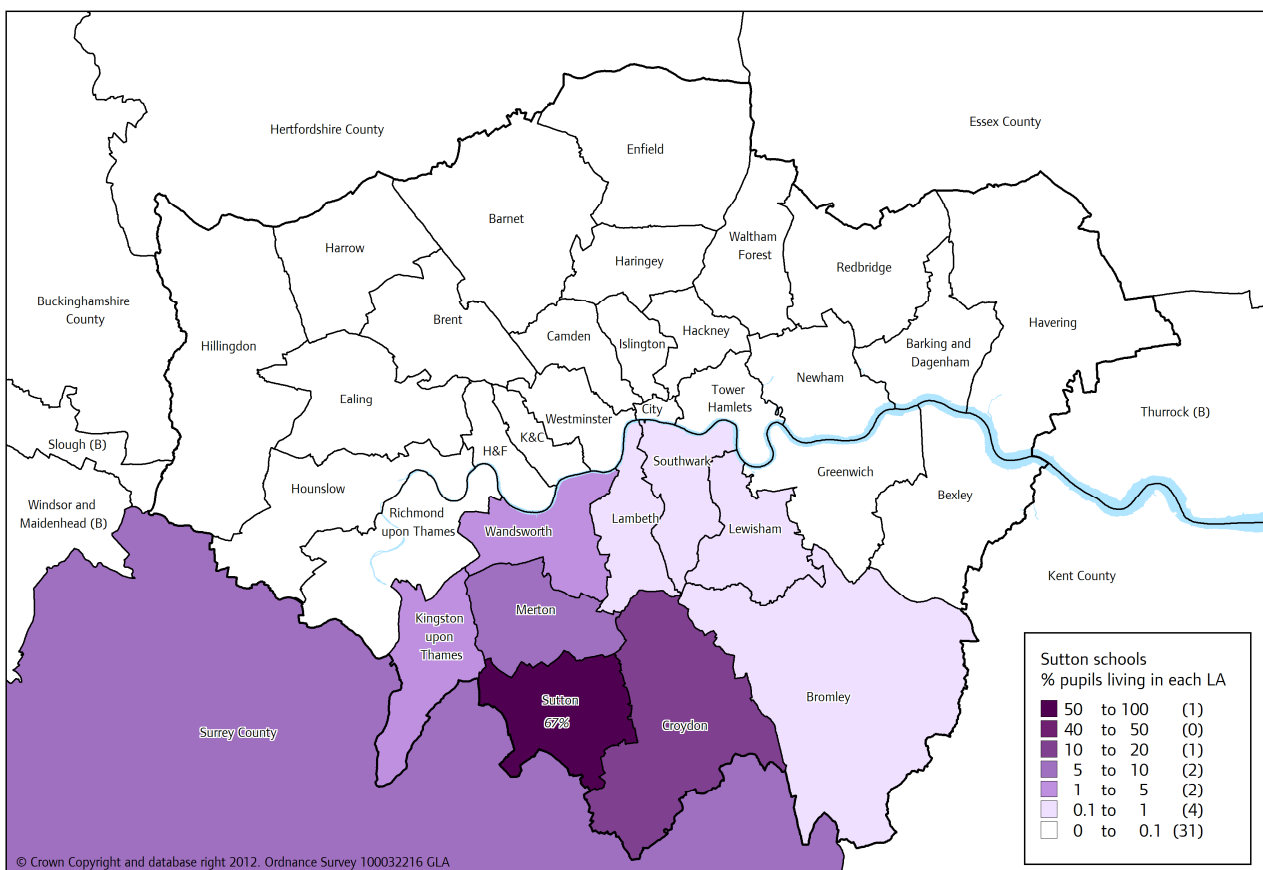 Hertfordshire County
Essex County
Enfield
Barnet
Harrow
Waltham
Forest
Haringey
Redbridge
Buckinghamshire
County
Hillingdon
Brent
Camden
Islington
Hackney
Havering
Barking and
Dagenham
Newham
Ealing
Tower
Hamlets
Westminster
City
Thurrock (B)
K&C
H&F
Slough (B)
Southwark
Greenwich
Hounslow
Bexley
Windsor and
Maidenhead (B)
Richmond
upon Thames
Wandsworth
Lambeth
Lewisham
Kent County
Merton
Kingston
upon
Thames
Sutton
67%
Croydon
Bromley
Surrey County
Sutton schools
% pupils living in each LA
50 to 100 (1)
40 to 50 (0)
10 to 20 (1)
5 to 10 (2)
1 to 5 (2)
0.1 to 1 (4)
0 to 0.1 (31)
© Crown Copyright and database right 2012. Ordnance Survey 100032216 GLA